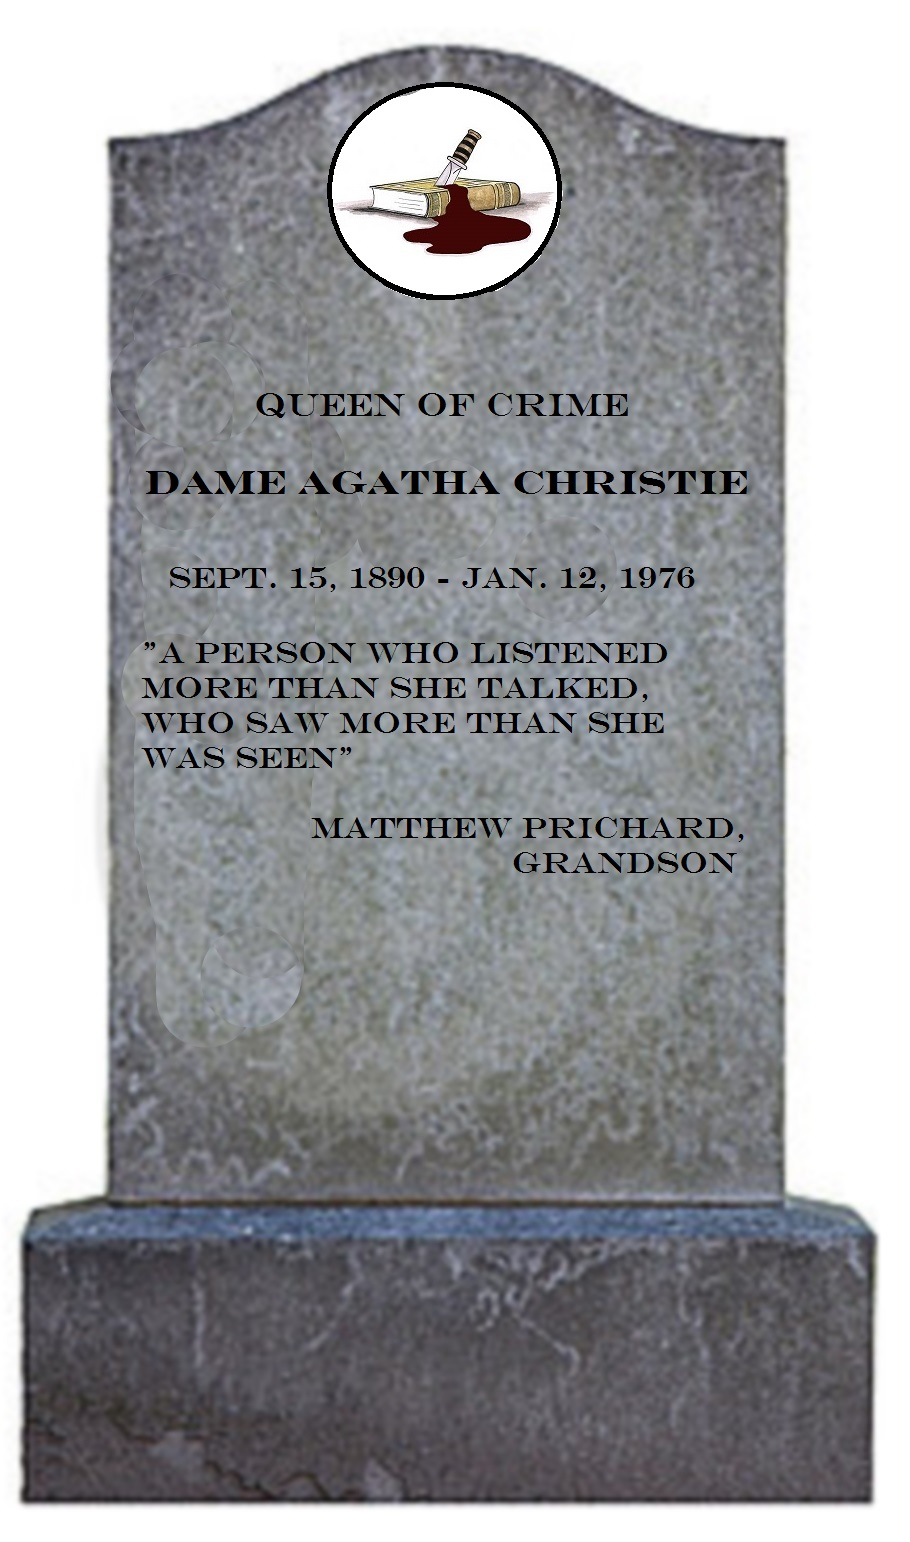 QUEEN OF CRIME
DAME AGATHA CHRISTIE
SEPT. 15, 1890 - JAN. 12, 1976
"A PERSON WHO LISTENED
MORE THAN SHE TALKED,
WHO SAW MORE THAN SHE
WAS SEEN"
MATTHEW PRICHARD,
GRANDSON